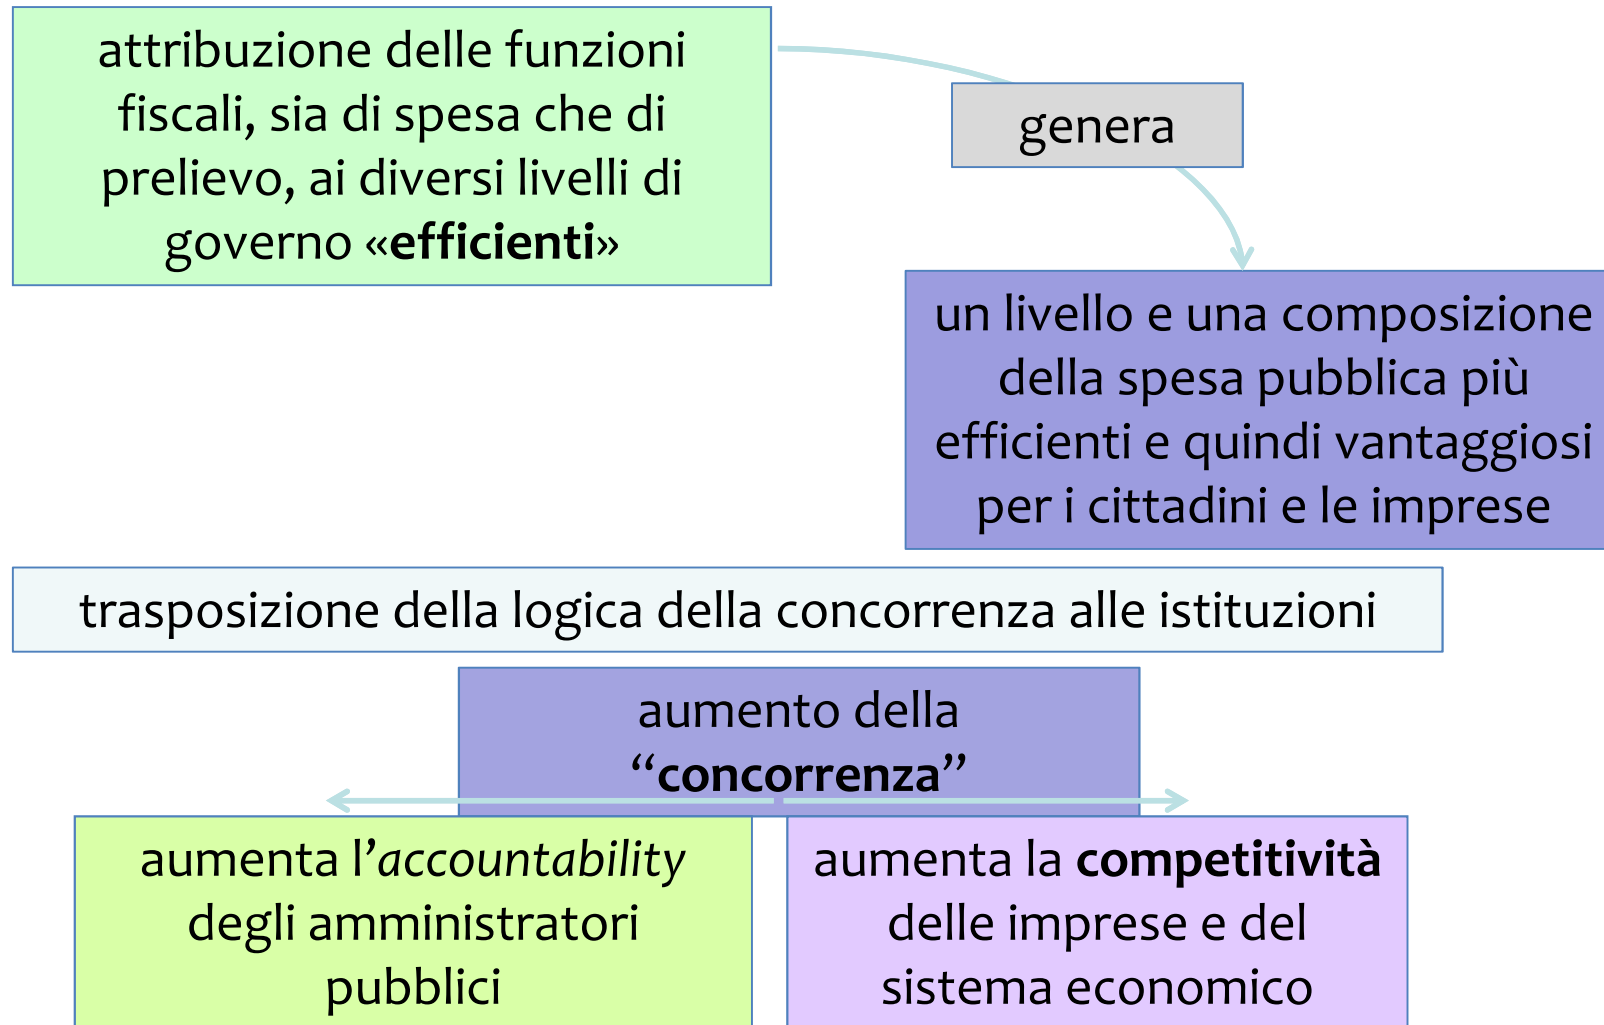 attribuzione delle funzioni
fiscali, sia di spesa che di
prelievo, ai diversi livelli di
governo «efficienti»
genera
un livello e una composizione
della spesa pubblica più
efficienti e quindi vantaggiosi
per i cittadini e le imprese
trasposizione della logica della concorrenza alle istituzioni
aumento della
“concorrenza”
aumenta l’accountability
degli amministratori
pubblici
aumenta la competitività
delle imprese e del
sistema economico